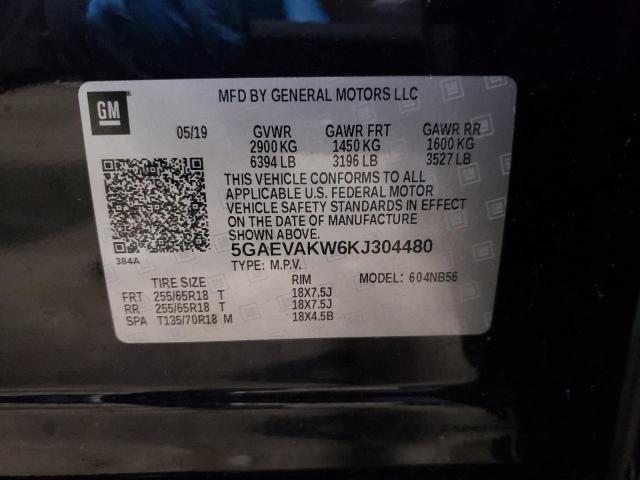 GM
MFD BY GENERAL MOTORS LLC
05/19 GVWR GAWR FRT GAWR RR
2900 KG 1450 KG 1600 KG
6394 LB 3196 LB 3527 LB
THIS VEHICLE CONFORMS TO ALL
APPLICABLE U.S. FEDERAL MOTOR
VEHICLE SAFETY STANDARDS IN EFFECT
ON THE DATE OF MANUFACTURE
SHOWN ABOVE.
384A
5GAEVAKW6KJ304480
TYPE: M.P.V. MODEL: 604NB56
TIRE SIZE RIM
FRT 255/65R18 T 18X7.5J
RR 255/65R18 T 18X7.5J
SPA T135/70R18 M 18X4.5B